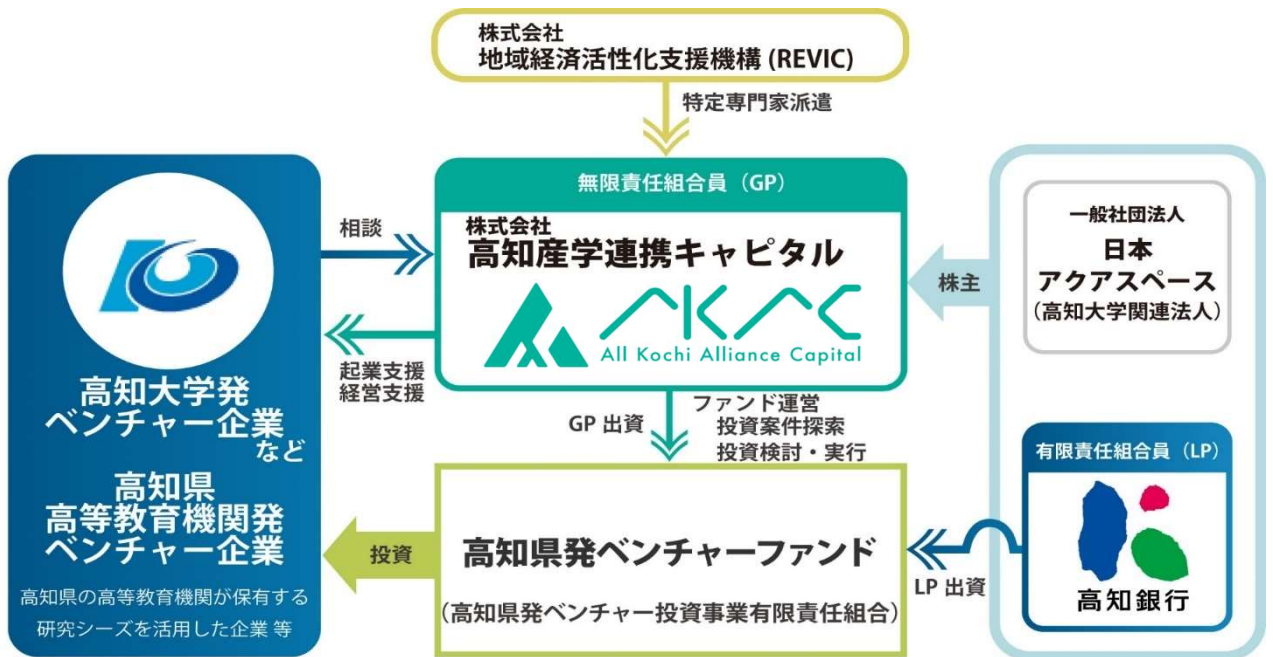 株式会社
地域経済活性化支援機構 (REVIC)
特定専門家派遣
無限責任組合員（GP）
株式会社
高知産学連携キャピタル
AKAC
All Kochi Alliance Capital
相談
起業支援
経営支援
株主
一般社団法人
日本
アクアスペース
(高知大学関連法人)
高知大学発
ベンチャー企業
など
高知県
高等教育機関発
ベンチャー企業
高知県の高等教育機関が保有する
研究シーズを活用した企業 等
GP 出資
ファンド運営
投資案件探索
投資検討・実行
投資
高知県発ベンチャーファンド
(高知県発ベンチャー投資事業有限責任組合)
LP 出資
有限責任組合員（LP）
高知銀行